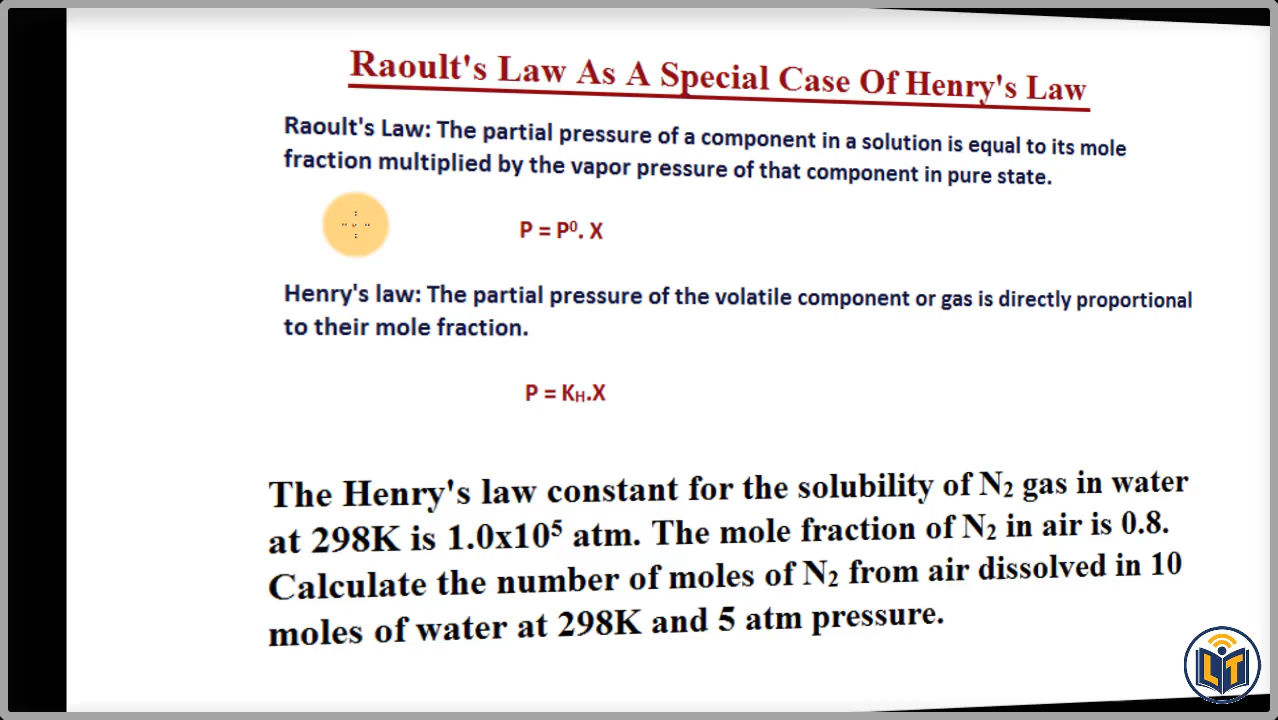 Raoult's Law As A Special Case Of Henry's Law
Raoult's Law: The partial pressure of a component in a solution is equal to its mole
fraction multiplied by the vapor pressure of that component in pure state.
P = P⁰. X
Henry's law: The partial pressure of the volatile component or gas is directly proportional
to their mole fraction.
P = KH.X
The Henry's law constant for the solubility of N₂ gas in water
at 298K is 1.0x10⁵ atm. The mole fraction of N₂ in air is 0.8.
Calculate the number of moles of N₂ from air dissolved in 10
moles of water at 298K and 5 atm pressure.
LT